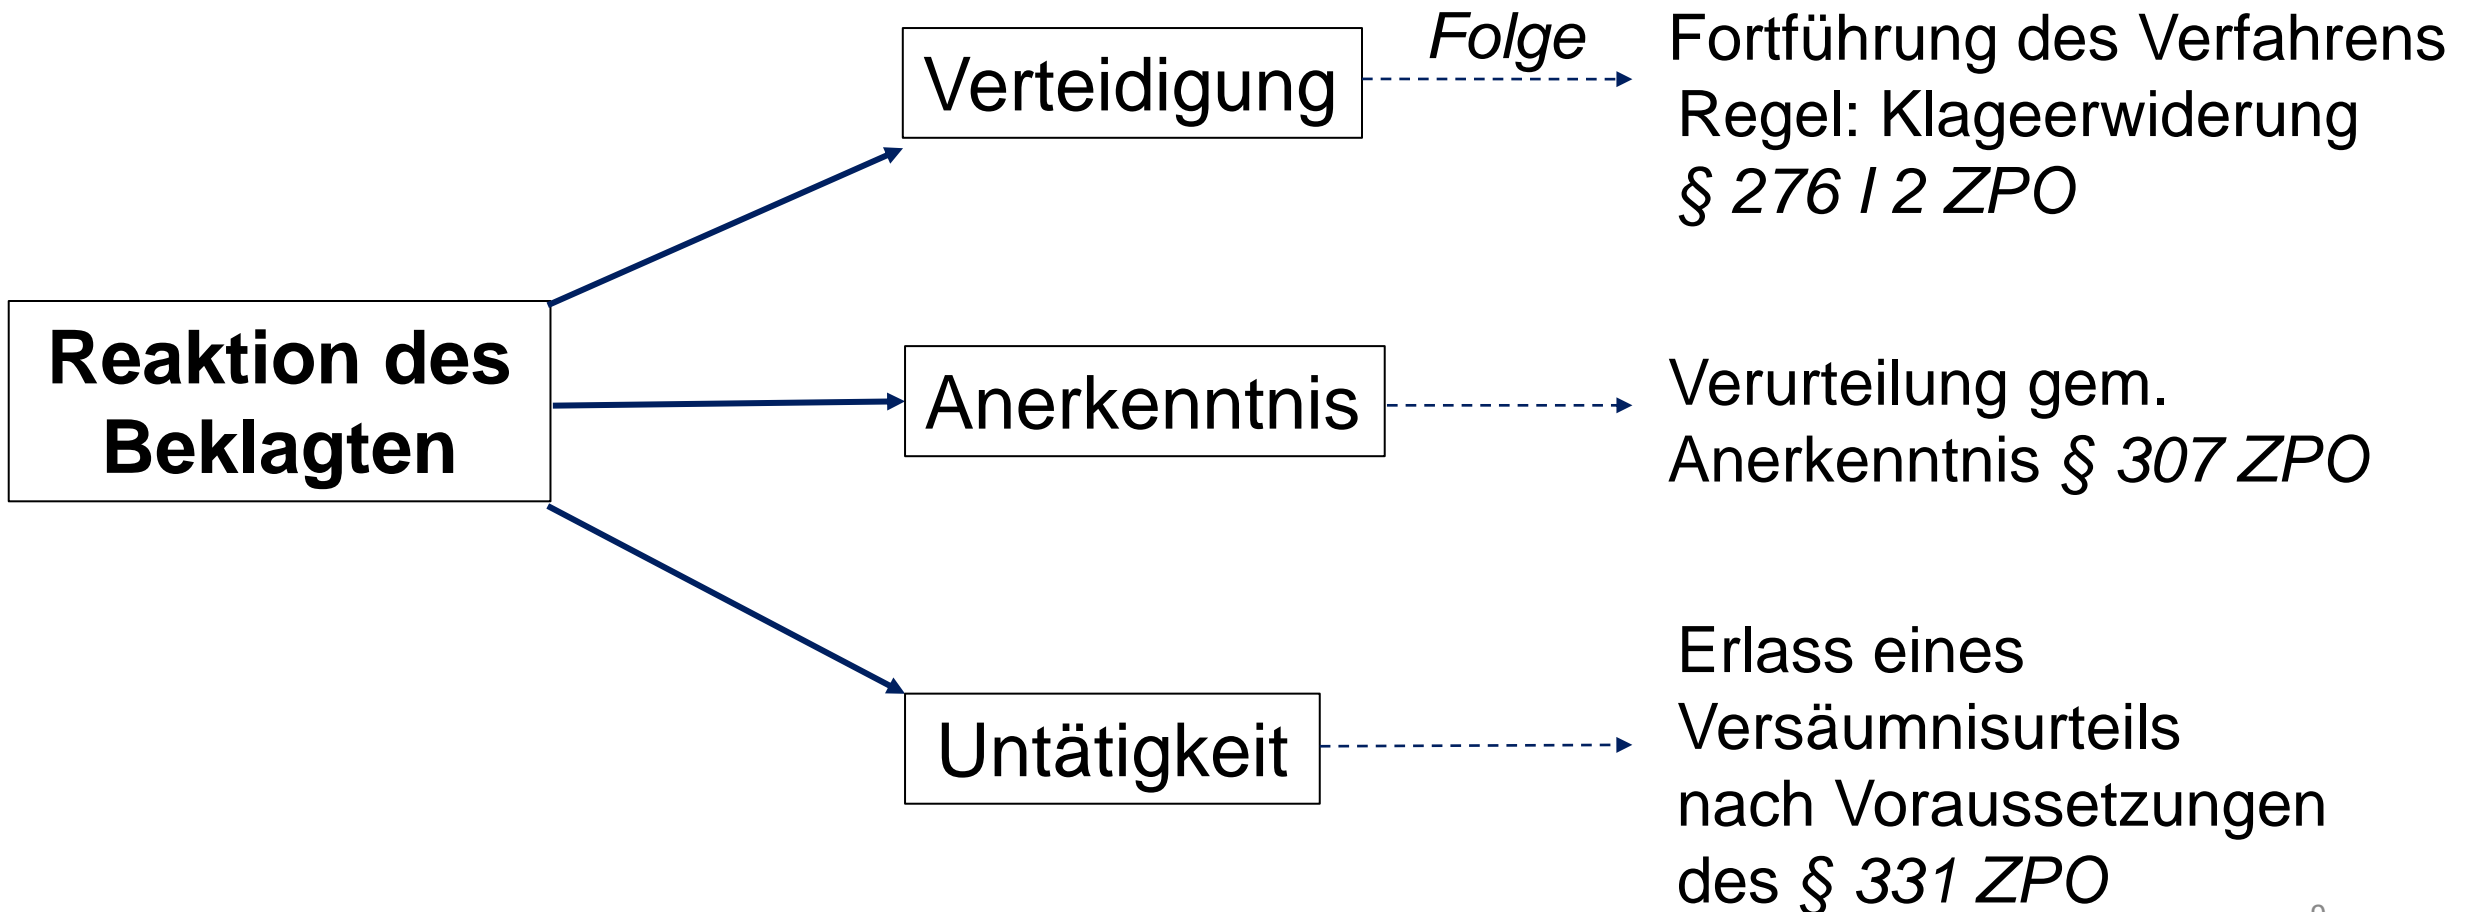 Reaktion des
Beklagten
Verteidigung
Folge
Fortführung des Verfahrens
Regel: Klageerwiderung
§ 276 I 2 ZPO
Anerkenntnis
Verurteilung gem.
Anerkenntnis § 307 ZPO
Untätigkeit
Erlass eines
Versäumnisurteils
nach Voraussetzungen
des § 331 ZPO